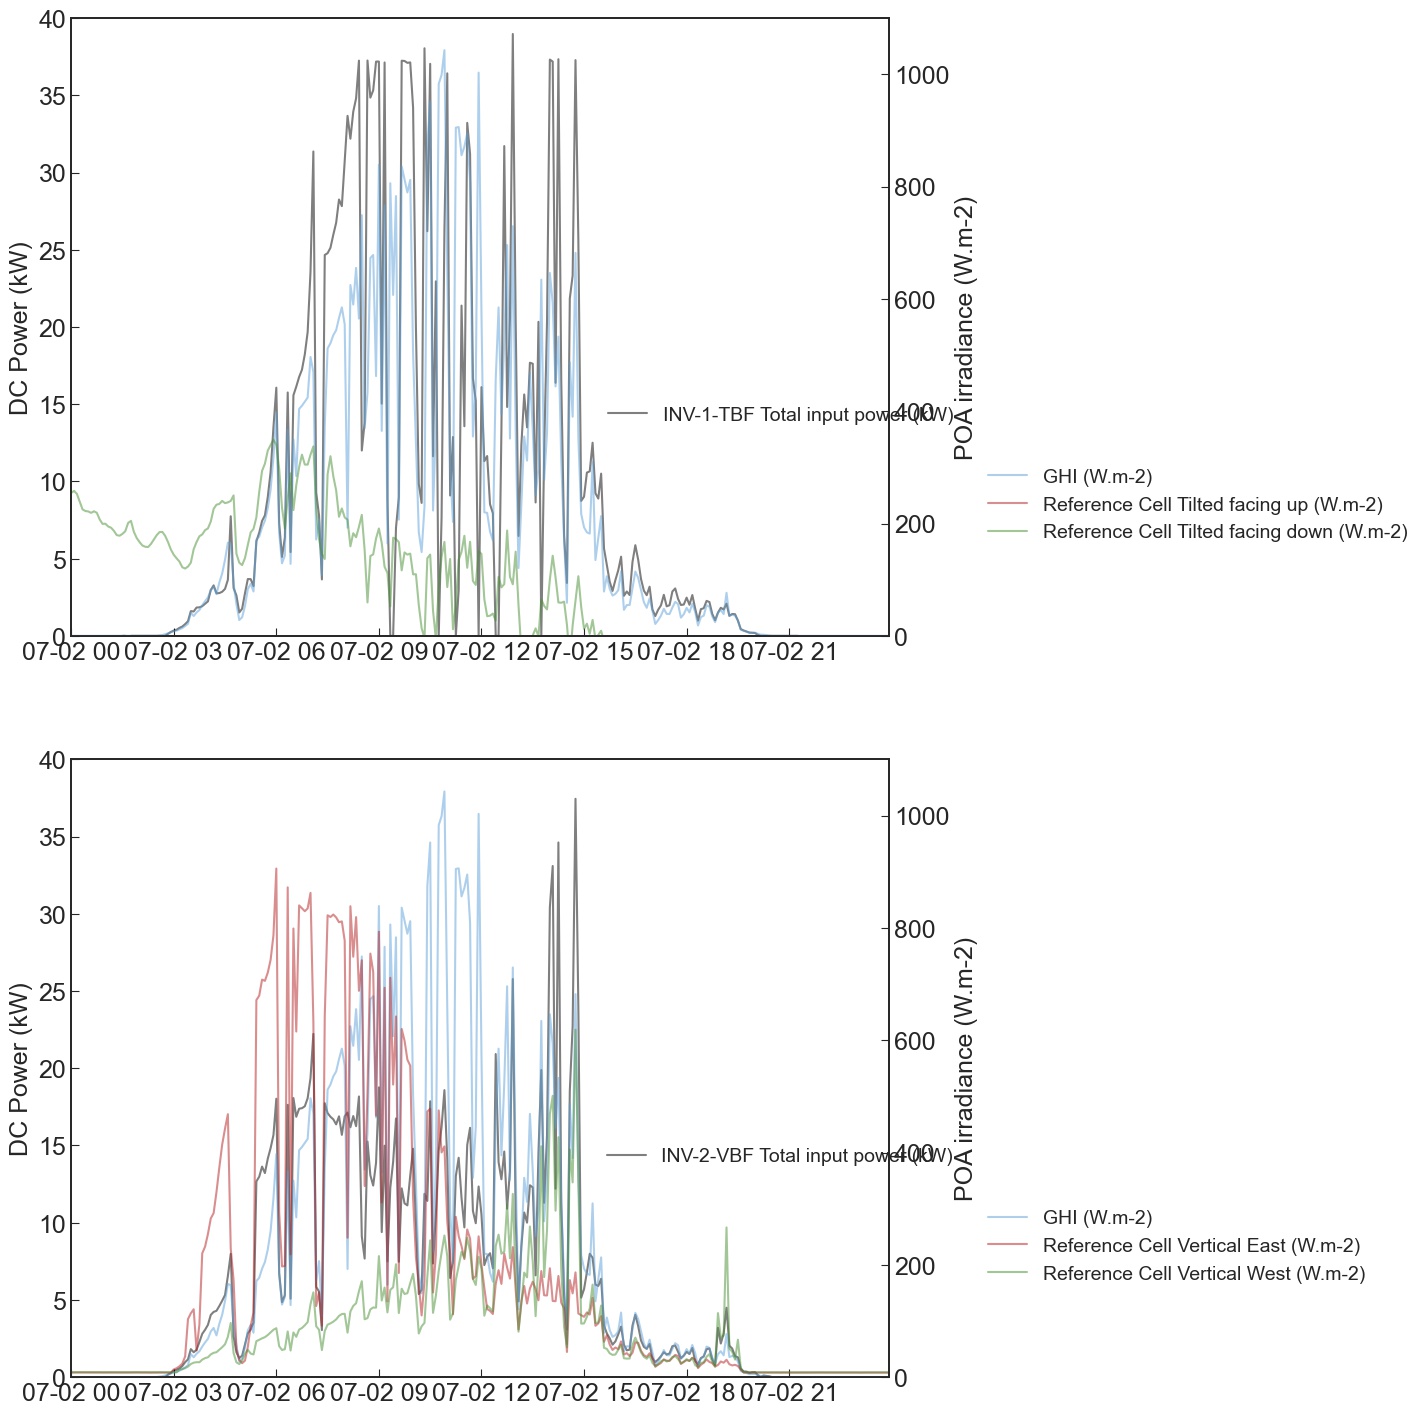 40
35
30
25
20
15
10
5
0
DC Power (kW)
1000
800
600
400
200
0
POA irradiance (W.m-2)
INV-1-TBF Total input power (kW)
GHI (W.m-2)
Reference Cell Tilted facing up (W.m-2)
Reference Cell Tilted facing down (W.m-2)
07-02 00 07-02 03 07-02 06 07-02 09 07-02 12 07-02 15 07-02 18 07-02 21
40
35
30
25
20
15
10
5
0
DC Power (kW)
1000
800
600
400
200
0
POA irradiance (W.m-2)
INV-2-VBF Total input power (kW)
GHI (W.m-2)
Reference Cell Vertical East (W.m-2)
Reference Cell Vertical West (W.m-2)
07-02 00 07-02 03 07-02 06 07-02 09 07-02 12 07-02 15 07-02 18 07-02 21